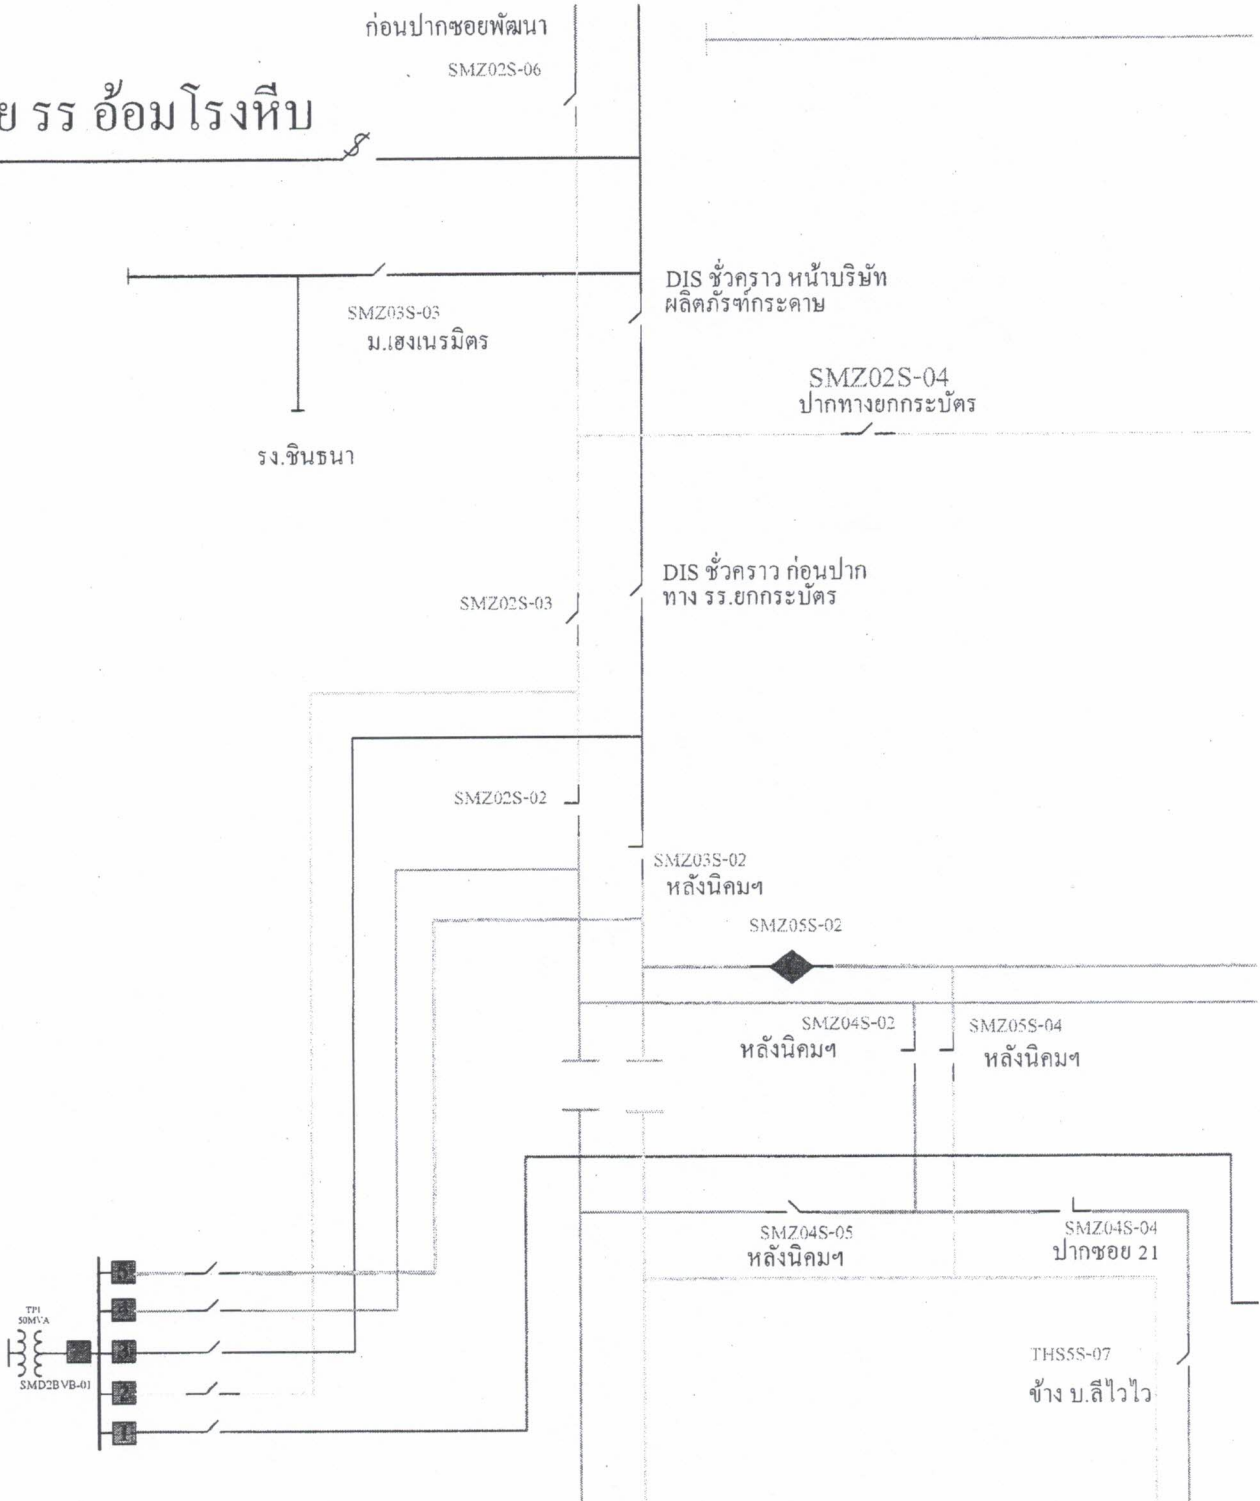 ก่อนปากซอยพัฒนา
SMZ02S-06
ย รร อ้อมโรงหีบ
DIS ชั่วคราว หน้าบริษัท
ผลิตภัรฑ์กระดาษ
SMZ03S-03
ม.เฮงเนรมิตร
SMZ02S-04
ปากทางยกกระบัตร
รง.ชินธนา
DIS ชั่วคราว ก่อนปาก
ทาง รร.ยกกระบัตร
SMZ02S-03
SMZ02S-02
SMZ03S-02
หลังนิคมฯ
SMZ05S-02
SMZ04S-02
หลังนิคมฯ
SMZ05S-04
หลังนิคมฯ
SMZ04S-05
หลังนิคมฯ
SMZ04S-04
ปากซอย 21
5
4
TP1
50MVA
3
SMD2BVB-01
2
1
THS5S-07
ข้าง บ.ลีไวไว